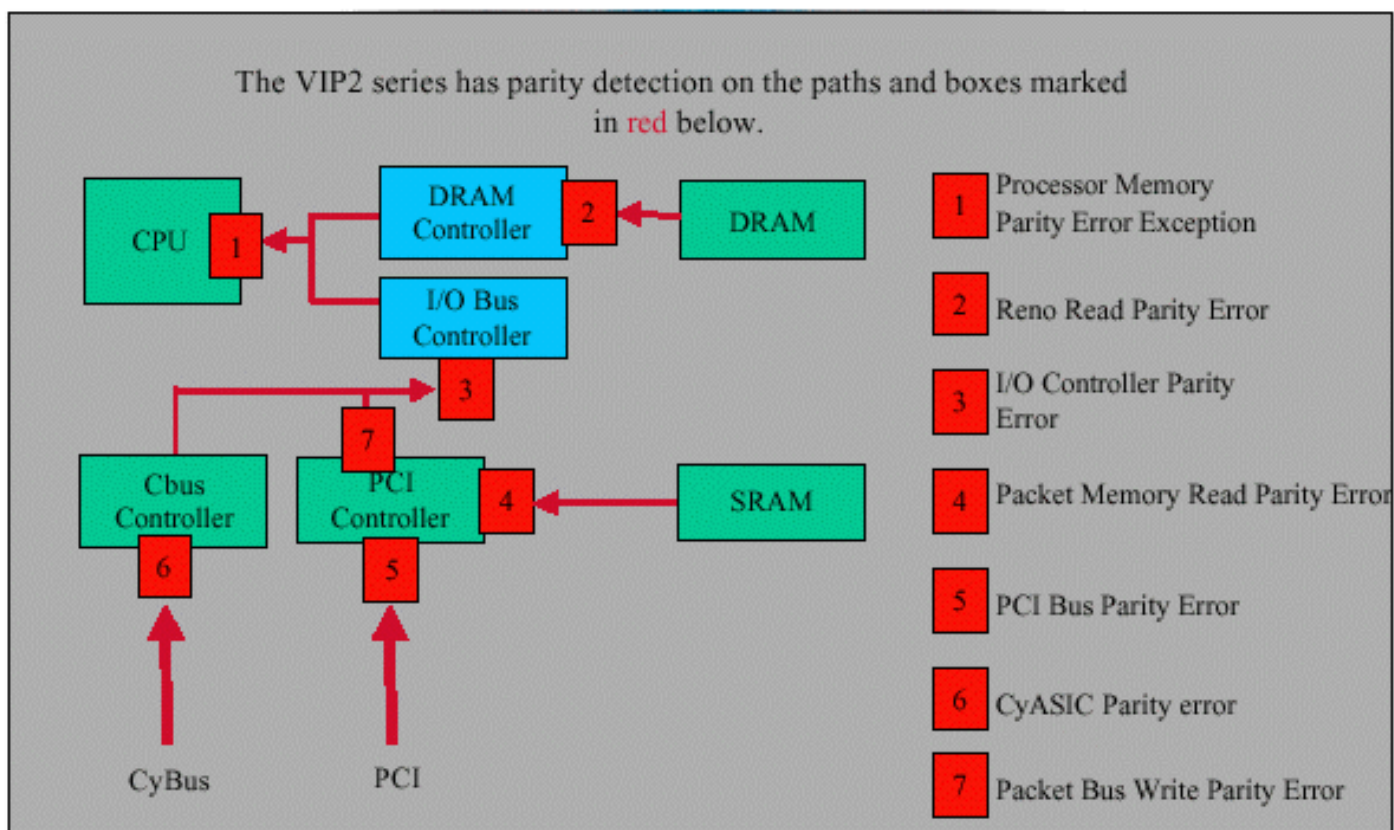 The VIP2 series has parity detection on the paths and boxes marked
in red below.
CPU
1
DRAM
Controller
2
DRAM
I/O Bus
Controller
3
7
Cbus
Controller
6
PCI
Controller
4
5
SRAM
CyBus
PCI
1
Processor Memory
Parity Error Exception
2
Reno Read Parity Error
3
I/O Controller Parity
Error
4
Packet Memory Read Parity Error
5
PCI Bus Parity Error
6
CyASIC Parity error
7
Packet Bus Write Parity Error